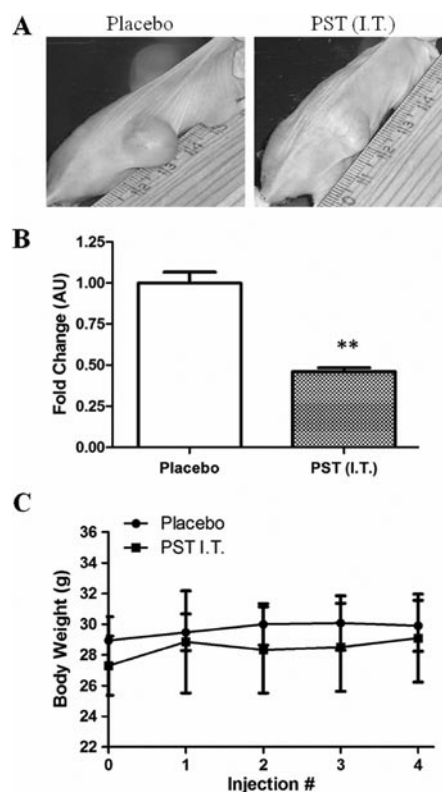 A
Placebo
PST (I.T.)
B
Fold Change (AU)
1.25
1.00
0.75
0.50
0.25
0.00
**
Placebo
PST (I.T.)
C
Placebo
PST I.T.
Body Weight (g)
36
34
32
30
28
26
24
22
0 1 2 3 4
Injection #